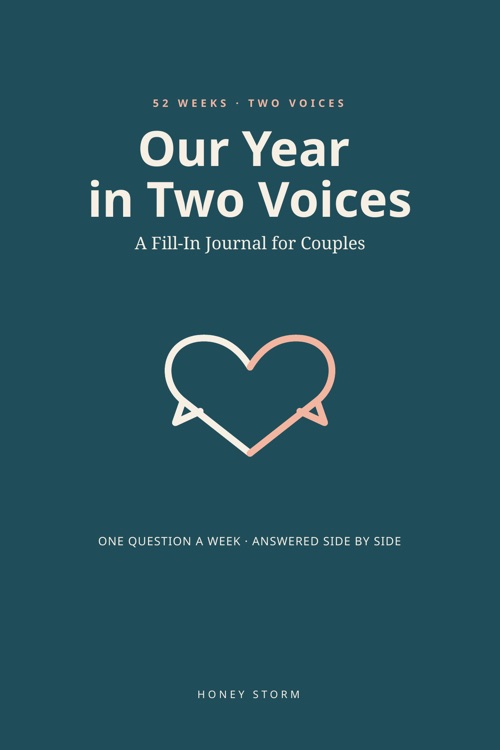 52 WEEKS · TWO VOICES
Our Year
in Two Voices
A Fill-In Journal for Couples
ONE QUESTION A WEEK · ANSWERED SIDE BY SIDE
HONEY STORM